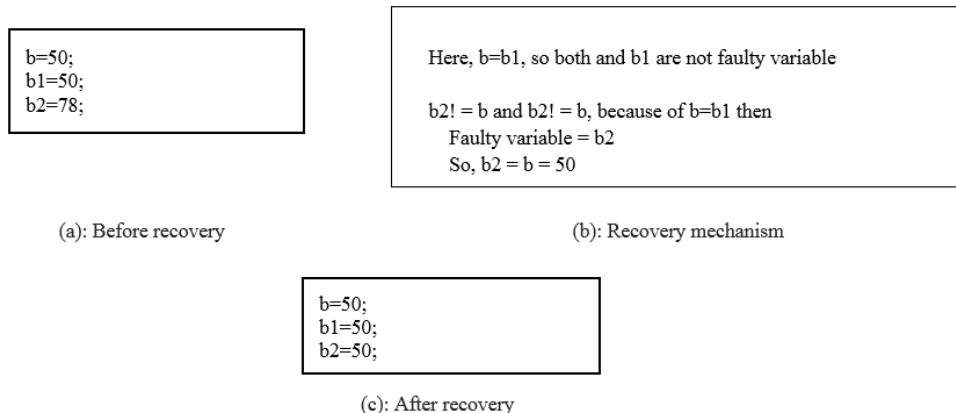 b=50;
b1=50;
b2=78;
Here, b=b1, so both and b1 are not faulty variable
b2! = b and b2! = b, because of b=b1 then
Faulty variable = b2
So, b2 = b = 50
(a): Before recovery
(b): Recovery mechanism
b=50;
b1=50;
b2=50;
(c): After recovery